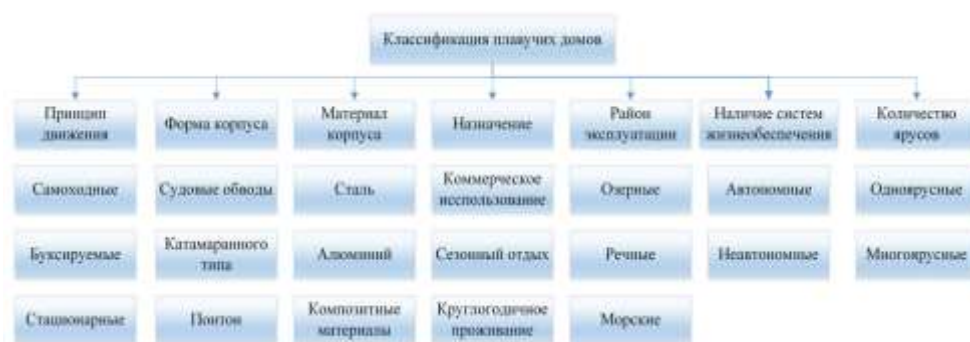 Классификация плавучих домов
Принцип
движения
Форма корпуса
Материал
корпуса
Назначение
Район
эксплуатации
Наличие систем
жизнеобеспечения
Количество
ярусов
Самоходные
Судовые обводы
Сталь
Коммерческое
исспользование
Озерные
Автономные
Одноярусные
Буксируемые
Катамаранного
типа
Алюминий
Сезонный отдых
Речные
Неавтономные
Многоярусные
Стационарные
Понтон
Композитные
материалы
Круглогодичное
проживание
Морские